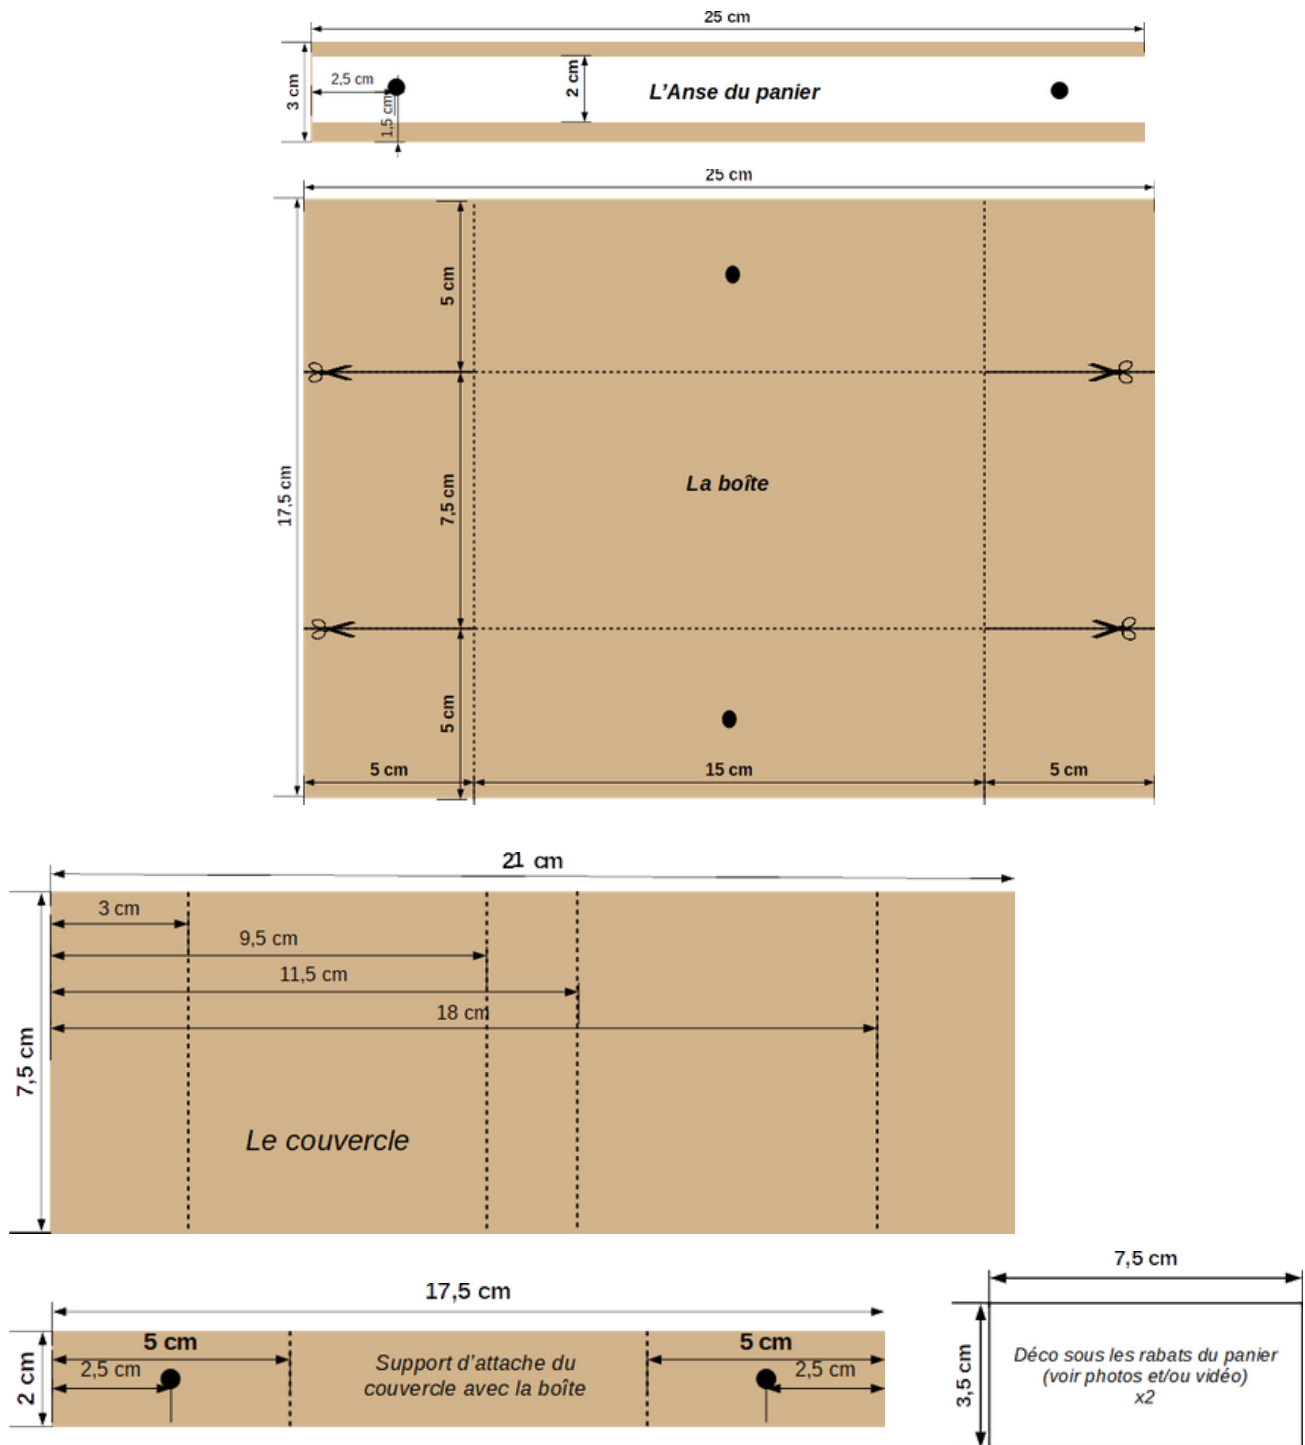 25 cm
3 cm
2,5 cm
1,5 cm
2 cm
L'Anse du panier
25 cm
5 cm
17,5 cm
7,5 cm
La boîte
5 cm
5 cm
15 cm
5 cm
21 cm
3 cm
9,5 cm
11,5 cm
18 cm
7,5 cm
Le couvercle
17,5 cm
2 cm
5 cm
2,5 cm
Support d'attache du
couvercle avec la boîte
5 cm
2,5 cm
7,5 cm
3,5 cm
Déco sous les rabats du panier
(voir photos et/ou vidéo)
x2